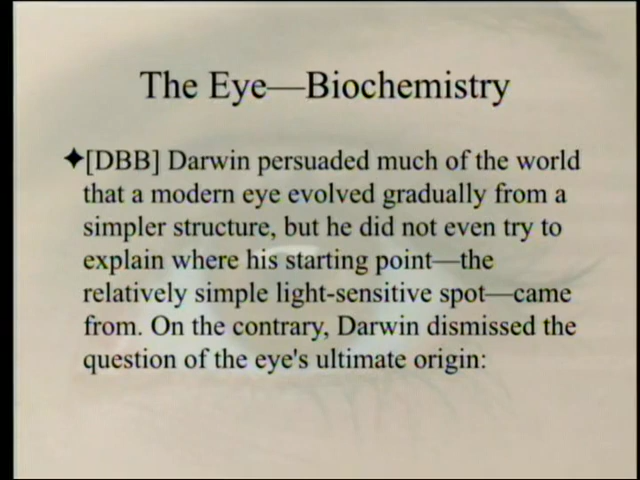 The Eye—Biochemistry
✦[DBB] Darwin persuaded much of the world
that a modern eye evolved gradually from a
simpler structure, but he did not even try to
explain where his starting point—the
relatively simple light-sensitive spot—came
from. On the contrary, Darwin dismissed the
question of the eye's ultimate origin: